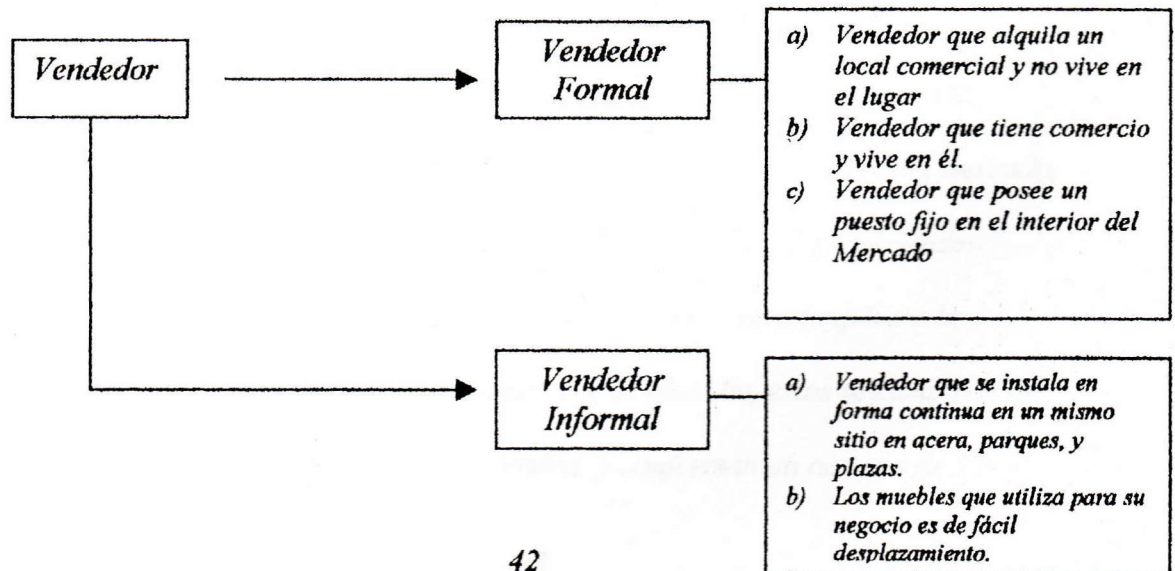 Vendedor
Vendedor
Formal
a) Vendedor que alquila un
local comercial y no vive en
el lugar
b) Vendedor que tiene comercio
y vive en él.
c) Vendedor que posee un
puesto fijo en el interior del
Mercado
Vendedor
Informal
a) Vendedor que se instala en
forma continua en un mismo
sitio en acera, parques, y
plazas.
b) Los muebles que utiliza para su
negocio es de fácil
desplazamiento.
42